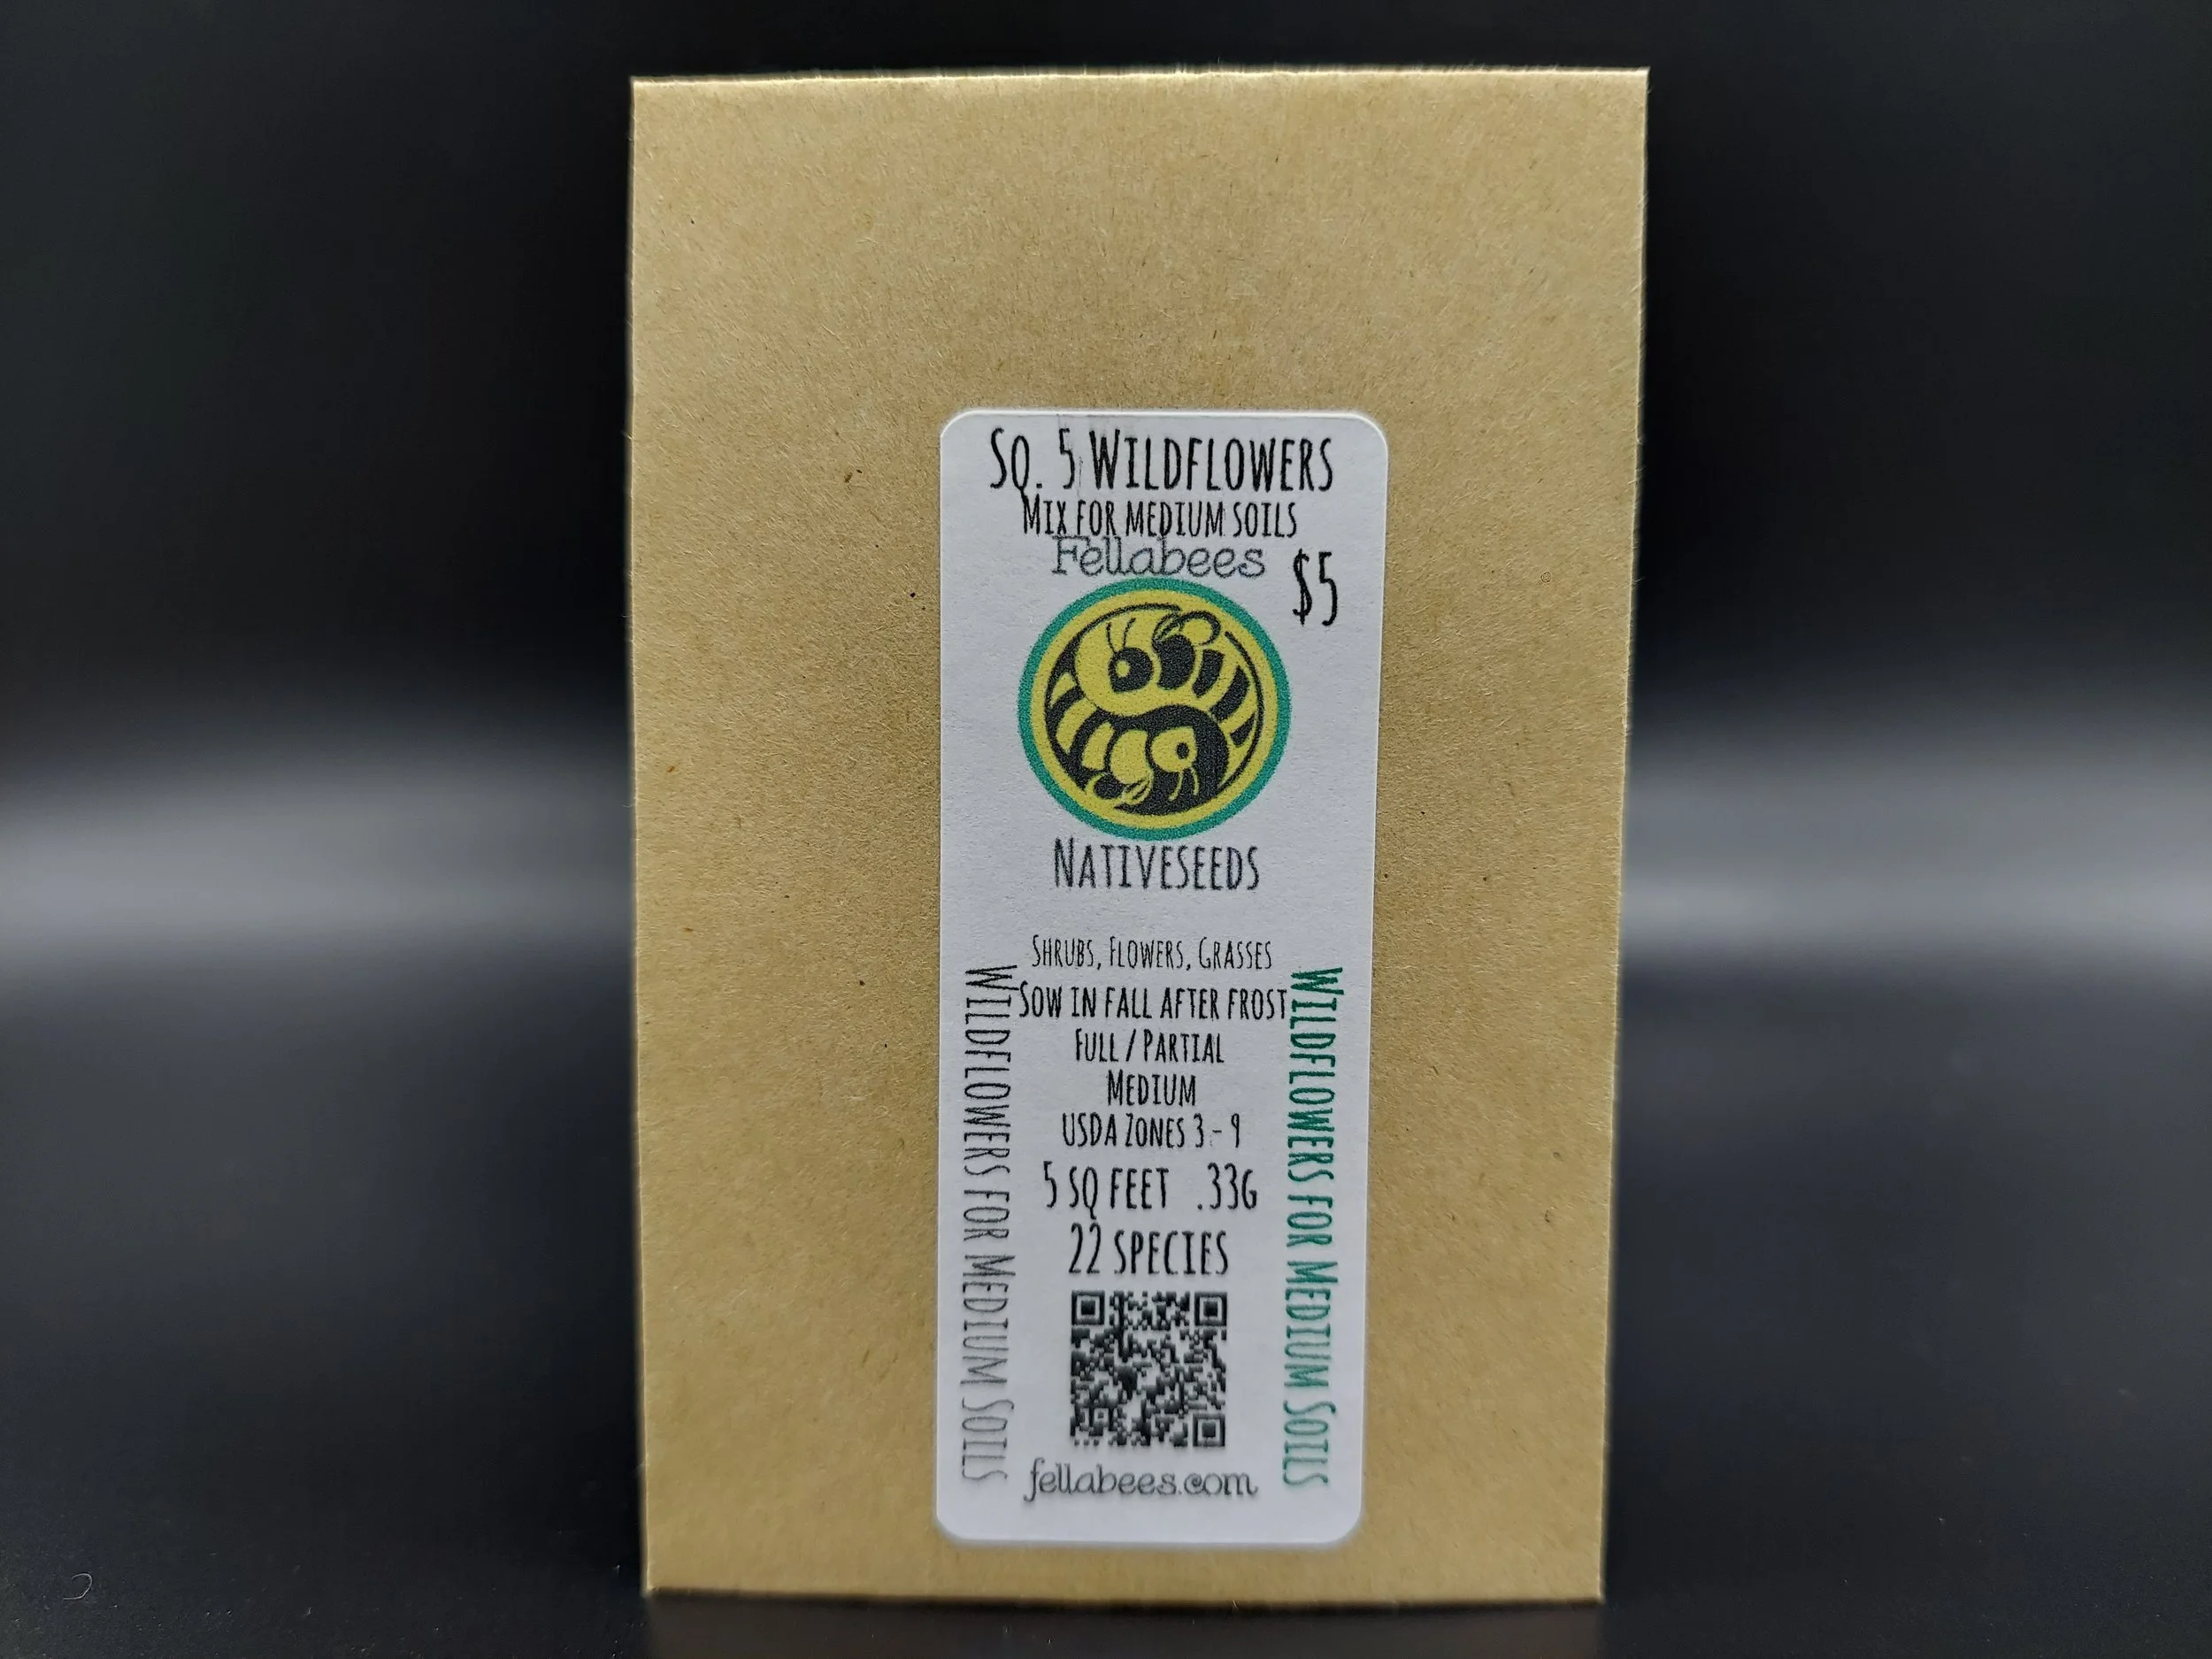 SQ. 5 WILDFLOWERS
MIX FOR MEDIUM SOILS
Fellabees
$5
NATIVESEEDS
SHRUBS, FLOWERS, GRASSES
SOW IN FALL AFTER FROST
FULL / PARTIAL
MEDIUM
USDA ZONES 3 - 9
5 SQ FEET .33G
22 SPECIES
fellabees.com
WILDFLOWERS FOR MEDIUM SOILS
WILDFLOWERS FOR MEDIUM SOILS